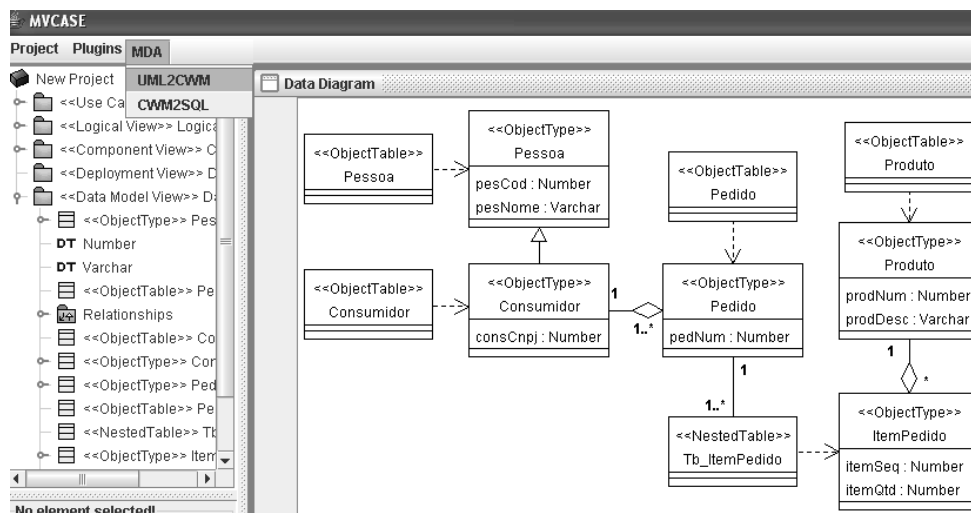 MVCASE
Project Plugins MDA
UML2CWM
CWM2SQL
New Project
<<Use Ca
<<Logical View>> Logica
<<Component View>> C
<<Deployment View>> D
<<Data Model View>> Da
<<ObjectType>> Pes
DT Number
DT Varchar
<<ObjectTable>> Pe
Relationships
<<ObjectTable>> Co
<<ObjectType>> Cor
<<ObjectType>> Ped
<<ObjectTable>> Pe
<<NestedTable>> Tb
<<ObjectType>> Item
No element selected!
Data Diagram
<<ObjectTable>>
Pessoa
<<ObjectType>>
Pessoa
pesCod : Number
pesNome : Varchar
<<ObjectTable>>
Pedido
<<ObjectTable>>
Produto
<<ObjectTable>>
Consumidor
<<ObjectType>>
Consumidor
consCnpj : Number
1
1..*
<<ObjectType>>
Pedido
pedNum : Number
<<ObjectType>>
Produto
prodNum : Number
prodDesc : Varchar
1
1..*
1
*
<<NestedTable>>
Tb_ItemPedido
<<ObjectType>>
ItemPedido
itemSeq : Number
itemQtd : Number